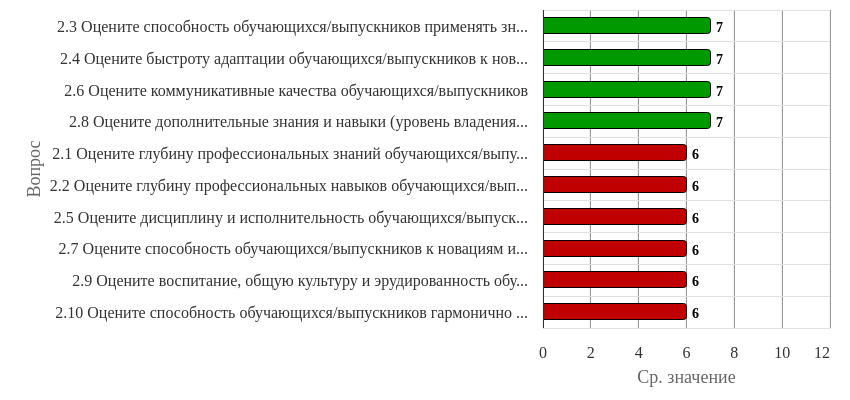 2.3 Оцените способность обучающихся/выпускников применять зн... 7
2.4 Оцените быстроту адаптации обучающихся/выпускников к нов... 7
2.6 Оцените коммуникативные качества обучающихся/выпускников 7
2.8 Оцените дополнительные знания и навыки (уровень владения... 7
2.1 Оцените глубину профессиональных знаний обучающихся/выпу... 6
2.2 Оцените глубину профессиональных навыков обучающихся/вып... 6
2.5 Оцените дисциплину и исполнительность обучающихся/выпуск... 6
2.7 Оцените способность обучающихся/выпускников к новациям и... 6
2.9 Оцените воспитание, общую культуру и эрудированность обу... 6
2.10 Оцените способность обучающихся/выпускников гармонично ... 6
Вопрос
0 2 4 6 8 10 12
Ср. значение